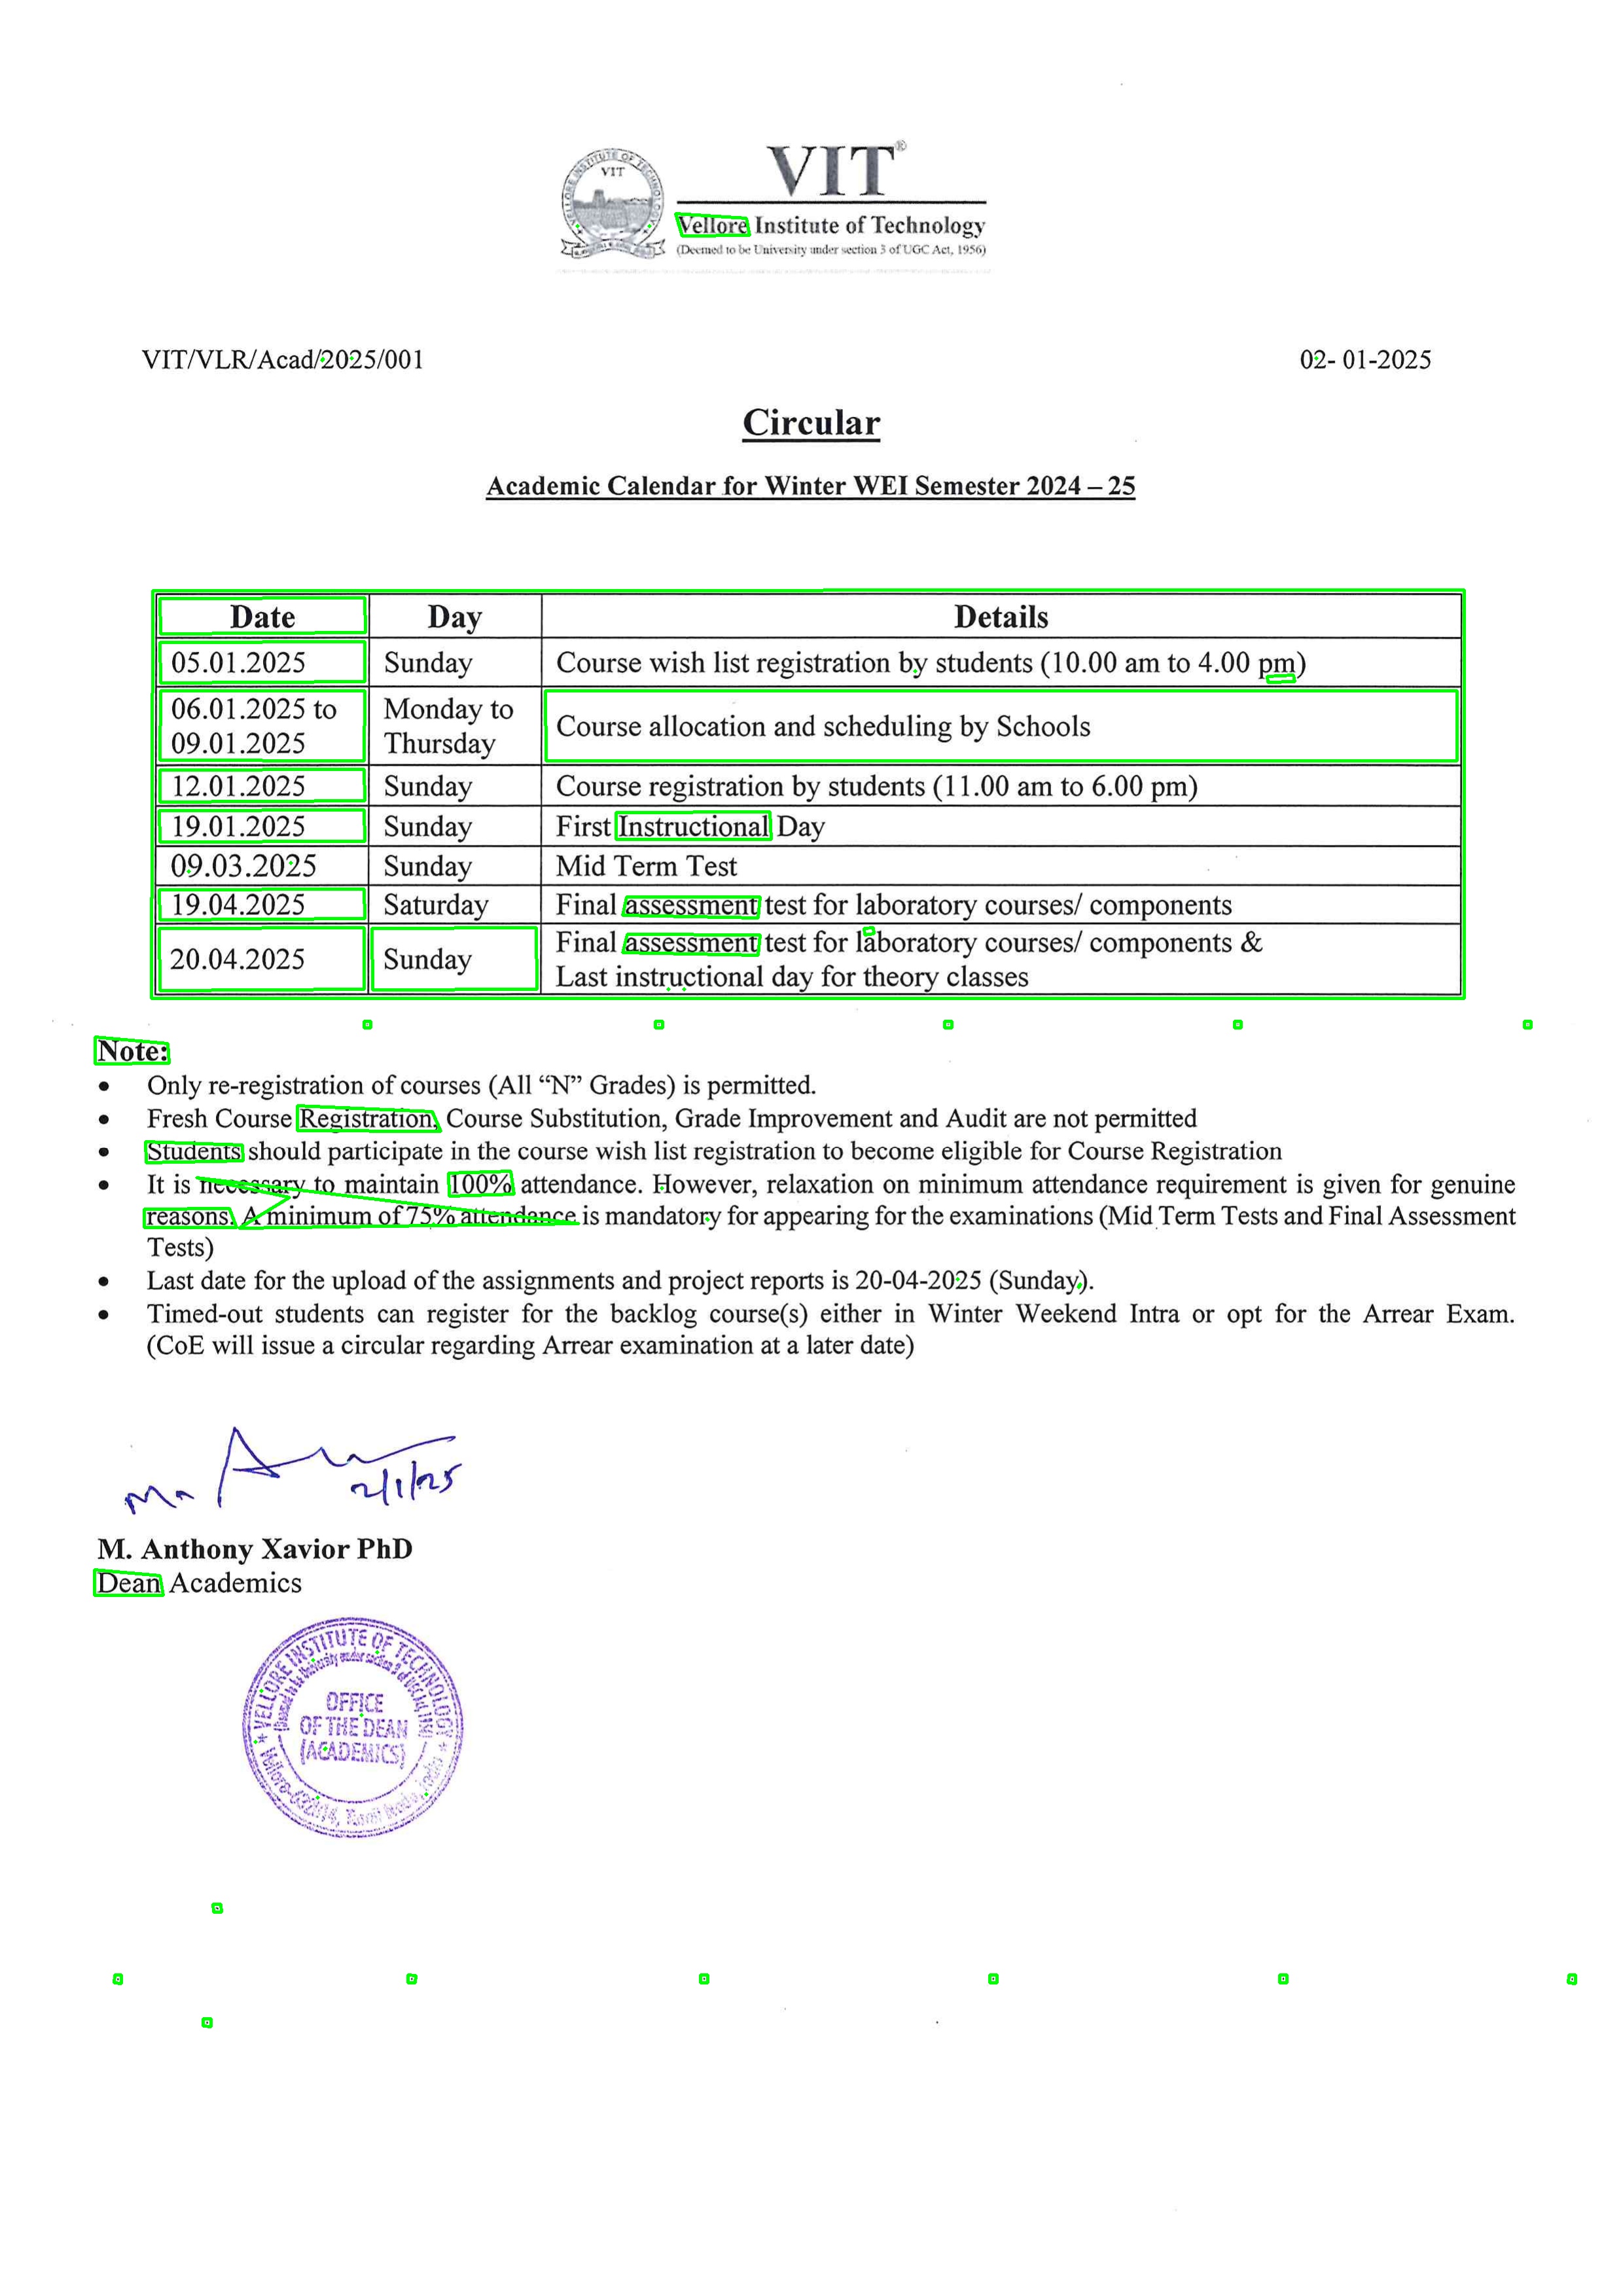 VELLORE INSTITUTE OF TECHNOLOGY
VIT
VIT®
Vellore Institute of Technology
(Deemed to be University under section 3 of UGC Act, 1956)
VIT/VLR/Acad/2025/001 02- 01-2025
Circular
Academic Calendar for Winter WEI Semester 2024 – 25
Date Day Details
05.01.2025 Sunday Course wish list registration by students (10.00 am to 4.00 pm)
06.01.2025 to 09.01.2025 Monday to Thursday Course allocation and scheduling by Schools
12.01.2025 Sunday Course registration by students (11.00 am to 6.00 pm)
19.01.2025 Sunday First Instructional Day
09.03.2025 Sunday Mid Term Test
19.04.2025 Saturday Final assessment test for laboratory courses/ components
20.04.2025 Sunday Final assessment test for laboratory courses/ components &
Last instructional day for theory classes
Note:
• Only re-registration of courses (All “N” Grades) is permitted.
• Fresh Course Registration, Course Substitution, Grade Improvement and Audit are not permitted
• Students should participate in the course wish list registration to become eligible for Course Registration
• It is necessary to maintain 100% attendance. However, relaxation on minimum attendance requirement is given for genuine
reasons. A minimum of 75% attendance is mandatory for appearing for the examinations (Mid Term Tests and Final Assessment
Tests)
• Last date for the upload of the assignments and project reports is 20-04-2025 (Sunday).
• Timed-out students can register for the backlog course(s) either in Winter Weekend Intra or opt for the Arrear Exam.
(CoE will issue a circular regarding Arrear examination at a later date)
2/1/25
M. Anthony Xavior PhD
Dean Academics
VELLORE INSTITUTE OF TECHNOLOGY
OFFICE
OF THE DEAN
(ACADEMICS)